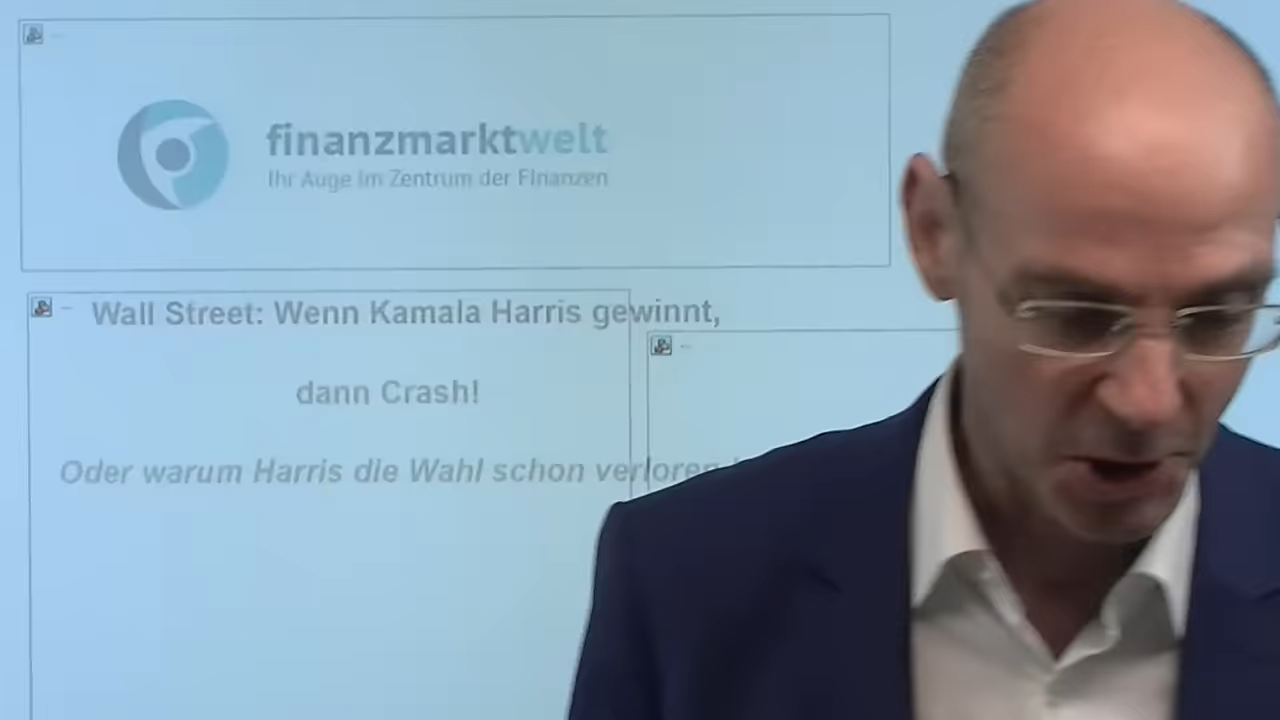 finanzmarktwelt
Ihr Auge im Zentrum der Finanzen
Wall Street: Wenn Kamala Harris gewinnt,
dann Crash!
Oder warum Harris die Wahl schon verloren